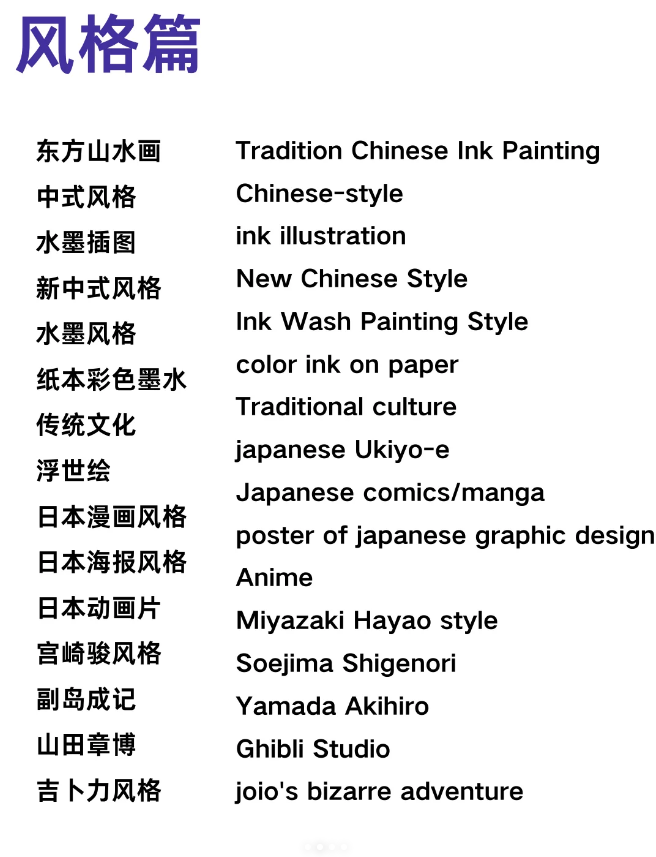 风格篇
东方山水画
中式风格
水墨插图
新中式风格
水墨风格
纸本彩色墨水
传统文化
浮世绘
日本漫画风格
日本海报风格
日本动画片
宫崎骏风格
副岛成记
山田章博
吉卜力风格
Tradition Chinese Ink Painting
Chinese-style
ink illustration
New Chinese Style
Ink Wash Painting Style
color ink on paper
Traditional culture
japanese Ukiyo-e
Japanese comics/manga
poster of japanese graphic design
Anime
Miyazaki Hayao style
Soejima Shigenori
Yamada Akihiro
Ghibli Studio
joio's bizarre adventure